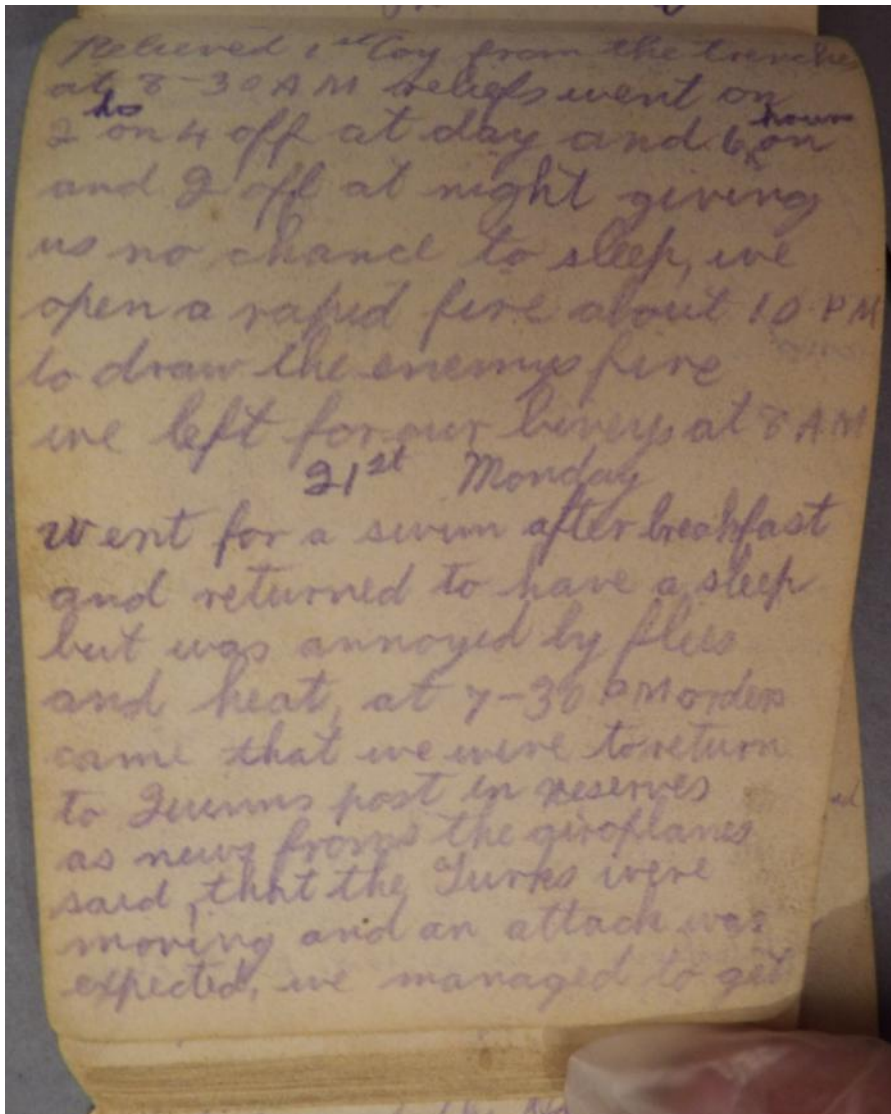 Relieved 1st Coy from the trenches
at 8-30 AM reliefs went on
2 hs on 4 off at day and 6 hours on
and 2 off at night giving
us no chance to sleep, we
open a rapid fire about 10 PM
to draw the enemys fire
we left for our bivvys at 8 AM
21st Monday
Went for a swim after breakfast
and returned to have a sleep
but was annoyed by flies
and heat, at 7-30 PM orders
came that we were to return
to Quinns post in reserves
as news from the airoplanes
said, that the Turks were
moving and an attack was
expected, we managed to get